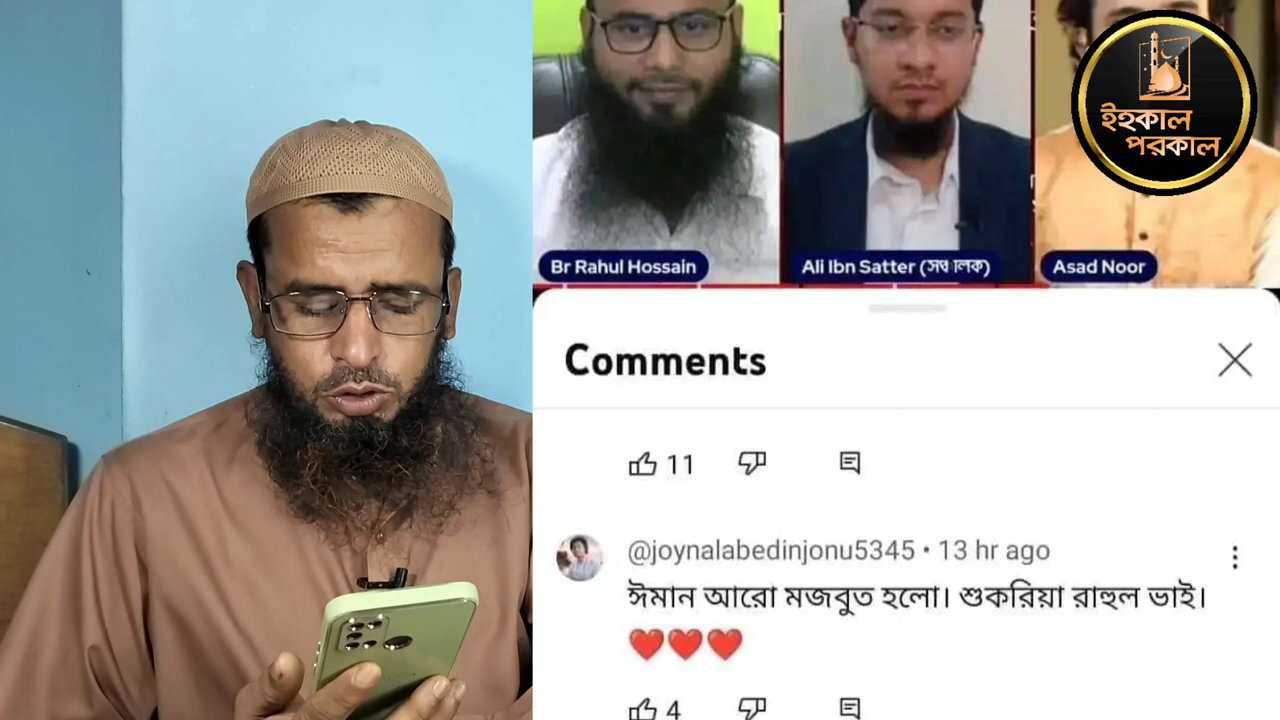 ইহকাল
পরকাল
Br Rahul Hossain
Ali Ibn Satter (সঞ্চালক)
Asad Noor
Comments
11
@joynalabedinjonu5345 • 13 hr ago
ঈমান আরো মজবুত হলো। শুকরিয়া রাহুল ভাই।
❤️❤️❤️
4